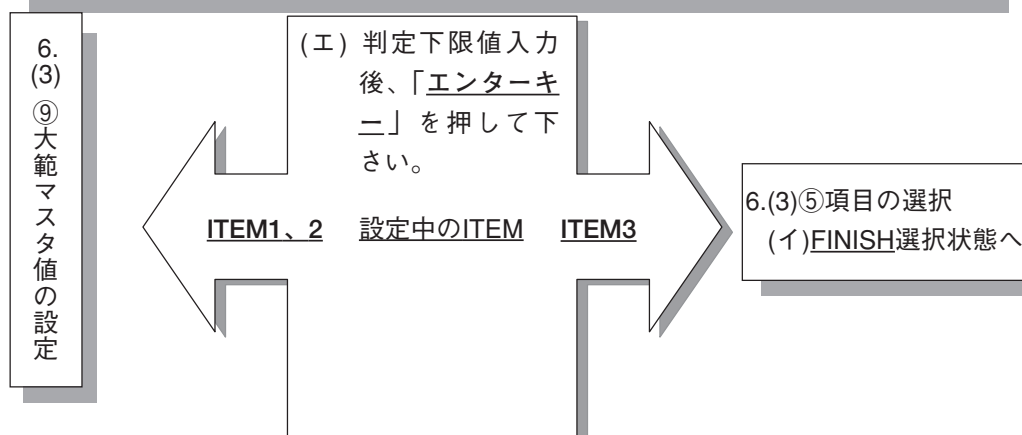 6.
(3)
⑨大範マスタ値の設定
(エ) 判定下限値入力
後、「エンターキ
ー」を押して下
さい。
ITEM1、2 設定中のITEM ITEM3
6.(3)⑤項目の選択
(イ)FINISH選択状態へ